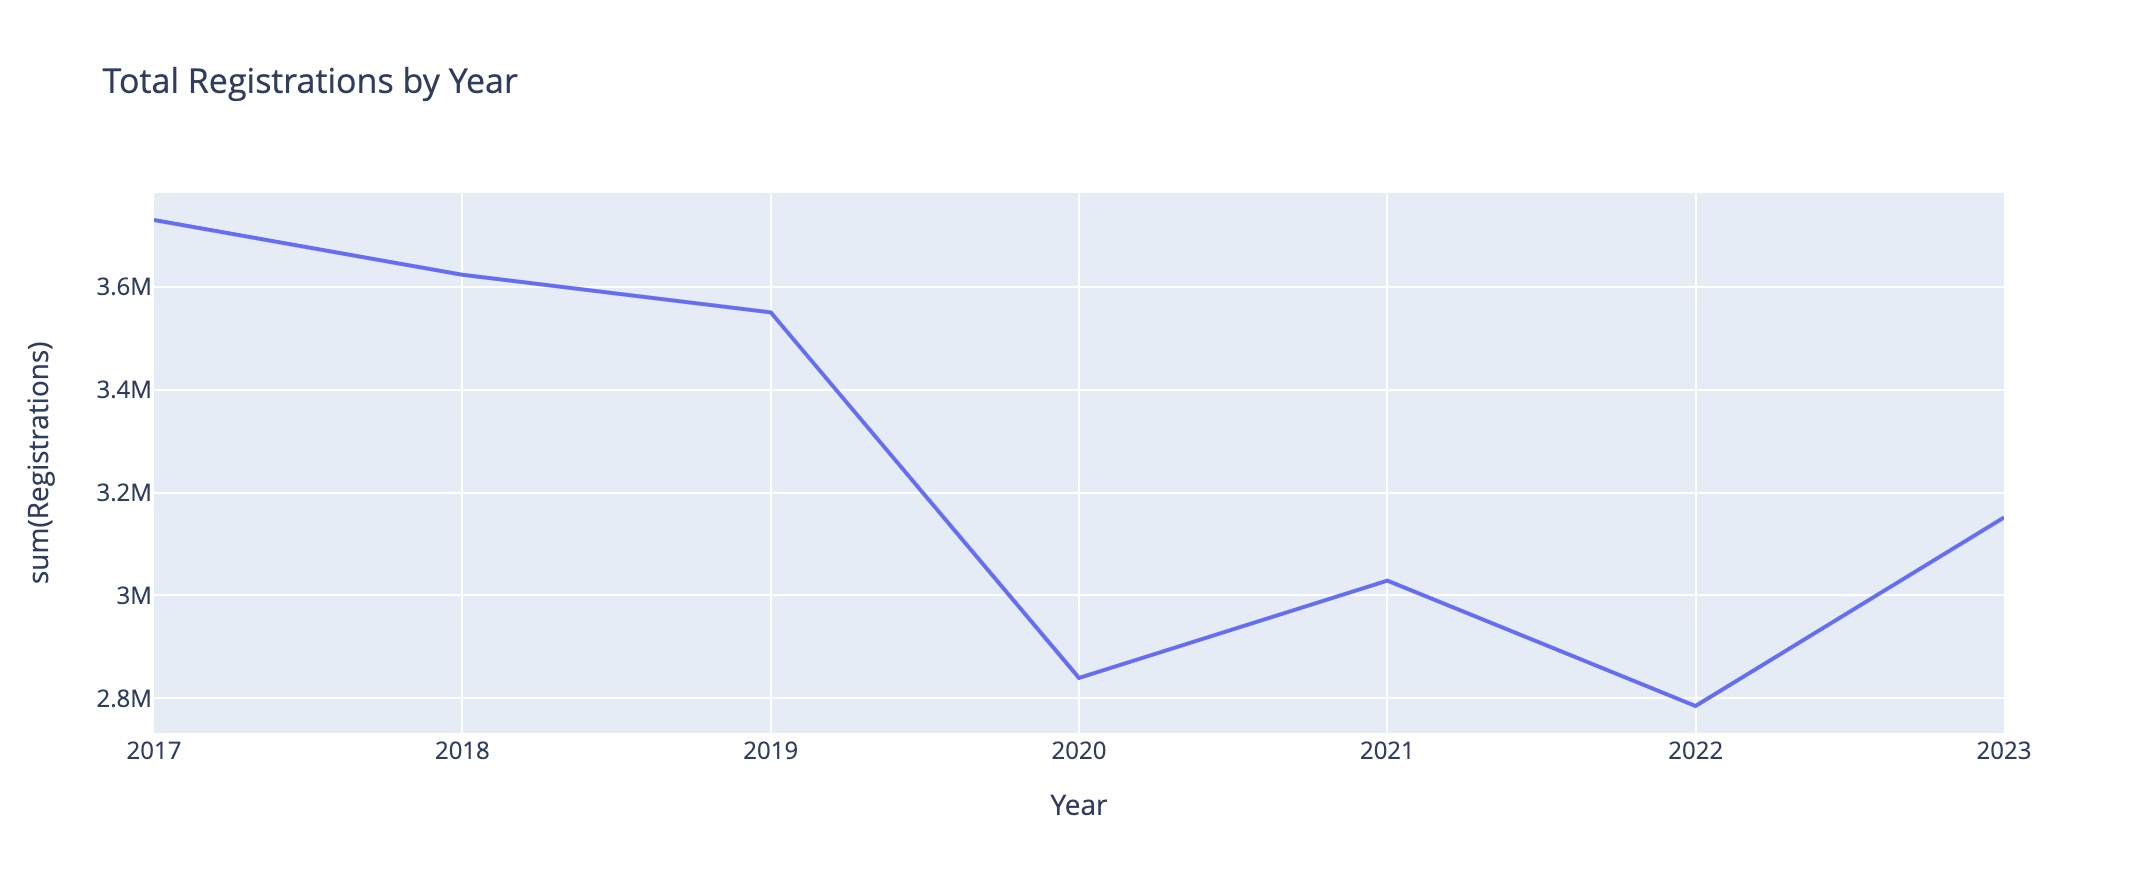 Total Registrations by Year
sum(Registrations)
3.6M
3.4M
3.2M
3M
2.8M
2017 2018 2019 2020 2021 2022 2023
Year